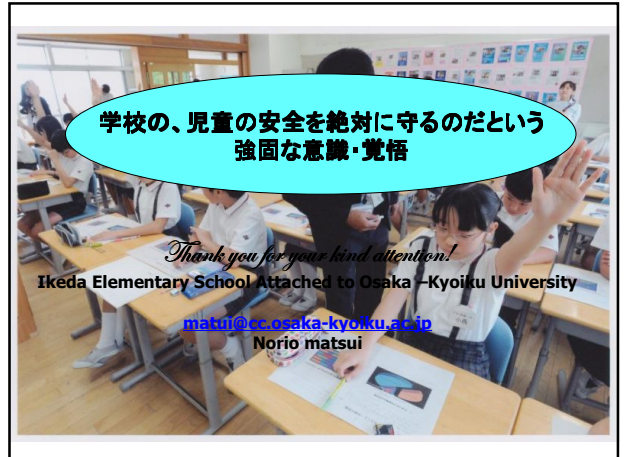 学校の、児童の安全を絶対に守るのだという
強固な意識・覚悟
Thank you for your kind attention!
Ikeda Elementary School Attached to Osaka –Kyoiku University
matui@cc.osaka-kyoiku.ac.jp
Norio matsui